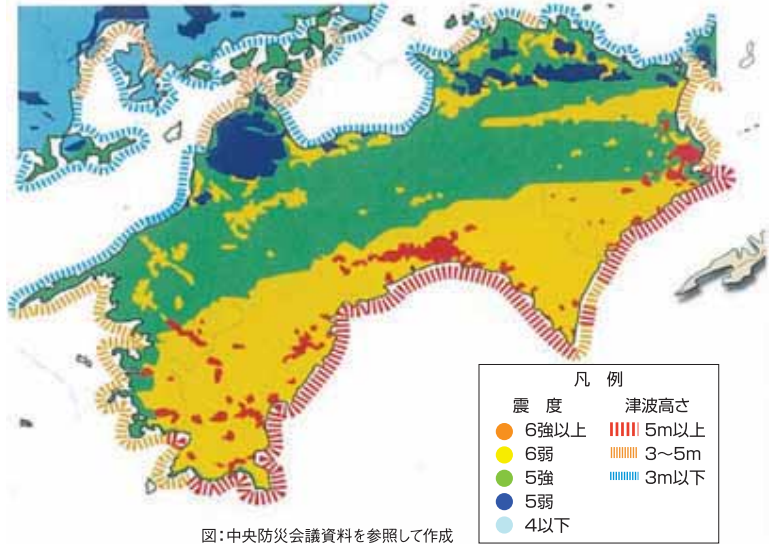 凡 例
震 度
6強以上
6弱
5強
5弱
4以下
津波高さ
5m以上
3〜5m
3m以下
図：中央防災会議資料を参照して作成